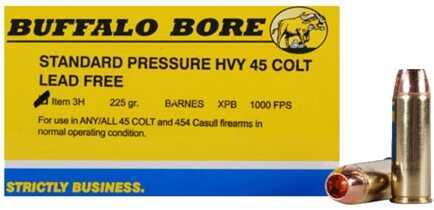 BUFFALO BORE
STANDARD PRESSURE HVY 45 COLT
LEAD FREE
Item 3H 225 gr. BARNES XPB 1000 FPS
For use in ANY/ALL 45 COLT and 454 Casull firearms in
normal operating condition.
STRICTLY BUSINESS.